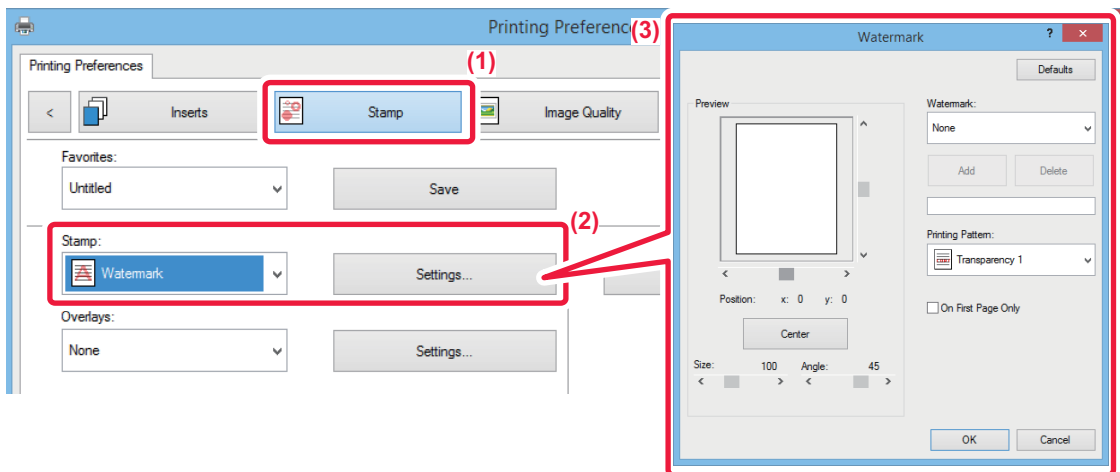 Printing Preferenc
(3)
Printing Preferences
(1)
<
Inserts
Stamp
Image Quality
Favorites:
Untitled
Save
(2)
Stamp:
Watermark
Settings...
Overlays:
None
Settings...
Watermark
? ×
Defaults
Preview
Watermark:
None
Add
Delete
Printing Pattern:
Transparency 1
< >
Position: x: 0 y: 0
On First Page Only
Center
Size: 100 Angle: 45
< > < >
OK
Cancel